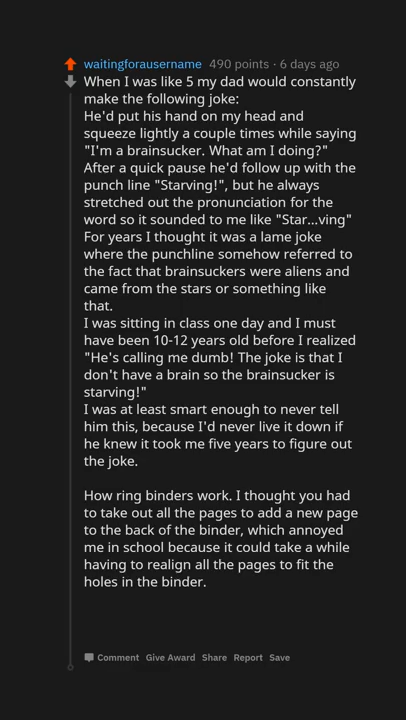 waitingforausername 490 points · 6 days ago
When I was like 5 my dad would constantly
make the following joke:
He'd put his hand on my head and
squeeze lightly a couple times while saying
"I'm a brainsucker. What am I doing?"
After a quick pause he'd follow up with the
punch line "Starving!", but he always
stretched out the pronunciation for the
word so it sounded to me like "Star...ving"
For years I thought it was a lame joke
where the punchline somehow referred to
the fact that brainsuckers were aliens and
came from the stars or something like
that.
I was sitting in class one day and I must
have been 10-12 years old before I realized
"He's calling me dumb! The joke is that I
don't have a brain so the brainsucker is
starving!"
I was at least smart enough to never tell
him this, because I'd never live it down if
he knew it took me five years to figure out
the joke.
How ring binders work. I thought you had
to take out all the pages to add a new page
to the back of the binder, which annoyed
me in school because it could take a while
having to realign all the pages to fit the
holes in the binder.
Comment Give Award Share Report Save